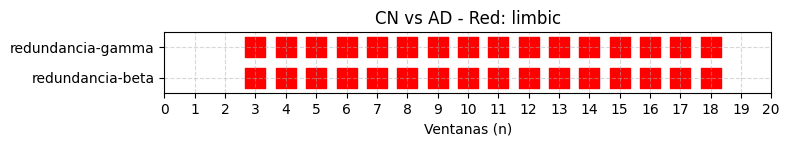 CN vs AD - Red: limbic
redundancia-gamma
redundancia-beta
0 1 2 3 4 5 6 7 8 9 10 11 12 13 14 15 16 17 18 19 20
Ventanas (n)